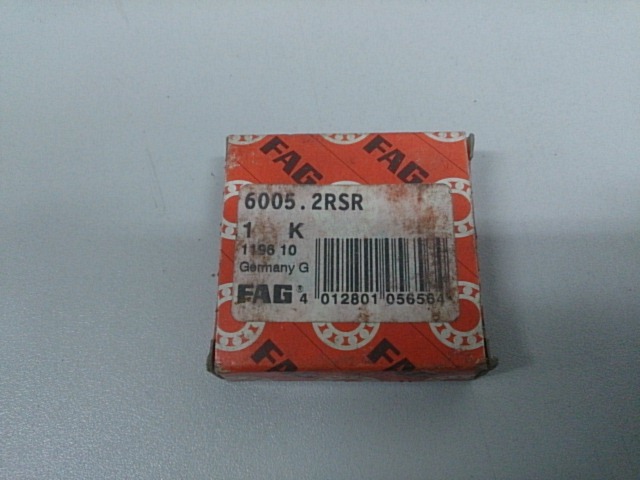 FAG
FAG
6005.2RSR
1 K
1198 10
Germany G
FAG®
4 012801 056564
FAG
FAG